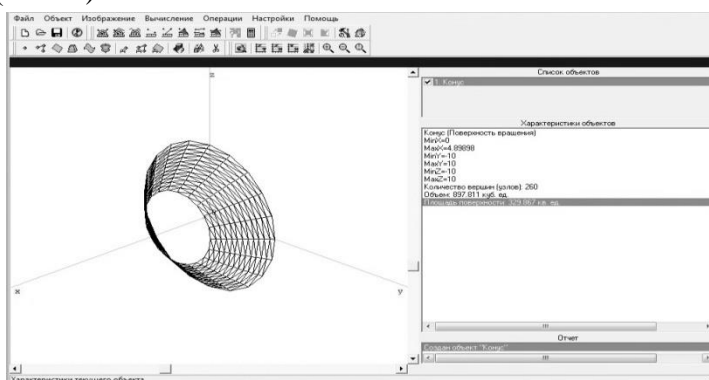 Файл Объект Изображение Вычисление Операции Настройки Помощь
Список объектов
1. Конус
Характеристики объектов
Конус (Поверхность вращения)
MinX=0
MaxX=4.89898
MinY=-10
MaxY=10
MinZ=-10
MaxZ=10
Количество вершин (узлов): 260
Объем: 897.811 куб. ед.
Площадь поверхности: 329.867 кв. ед.
z
x
y
Отчет
Создан объект "Конус"
Характеристики текущего объекта